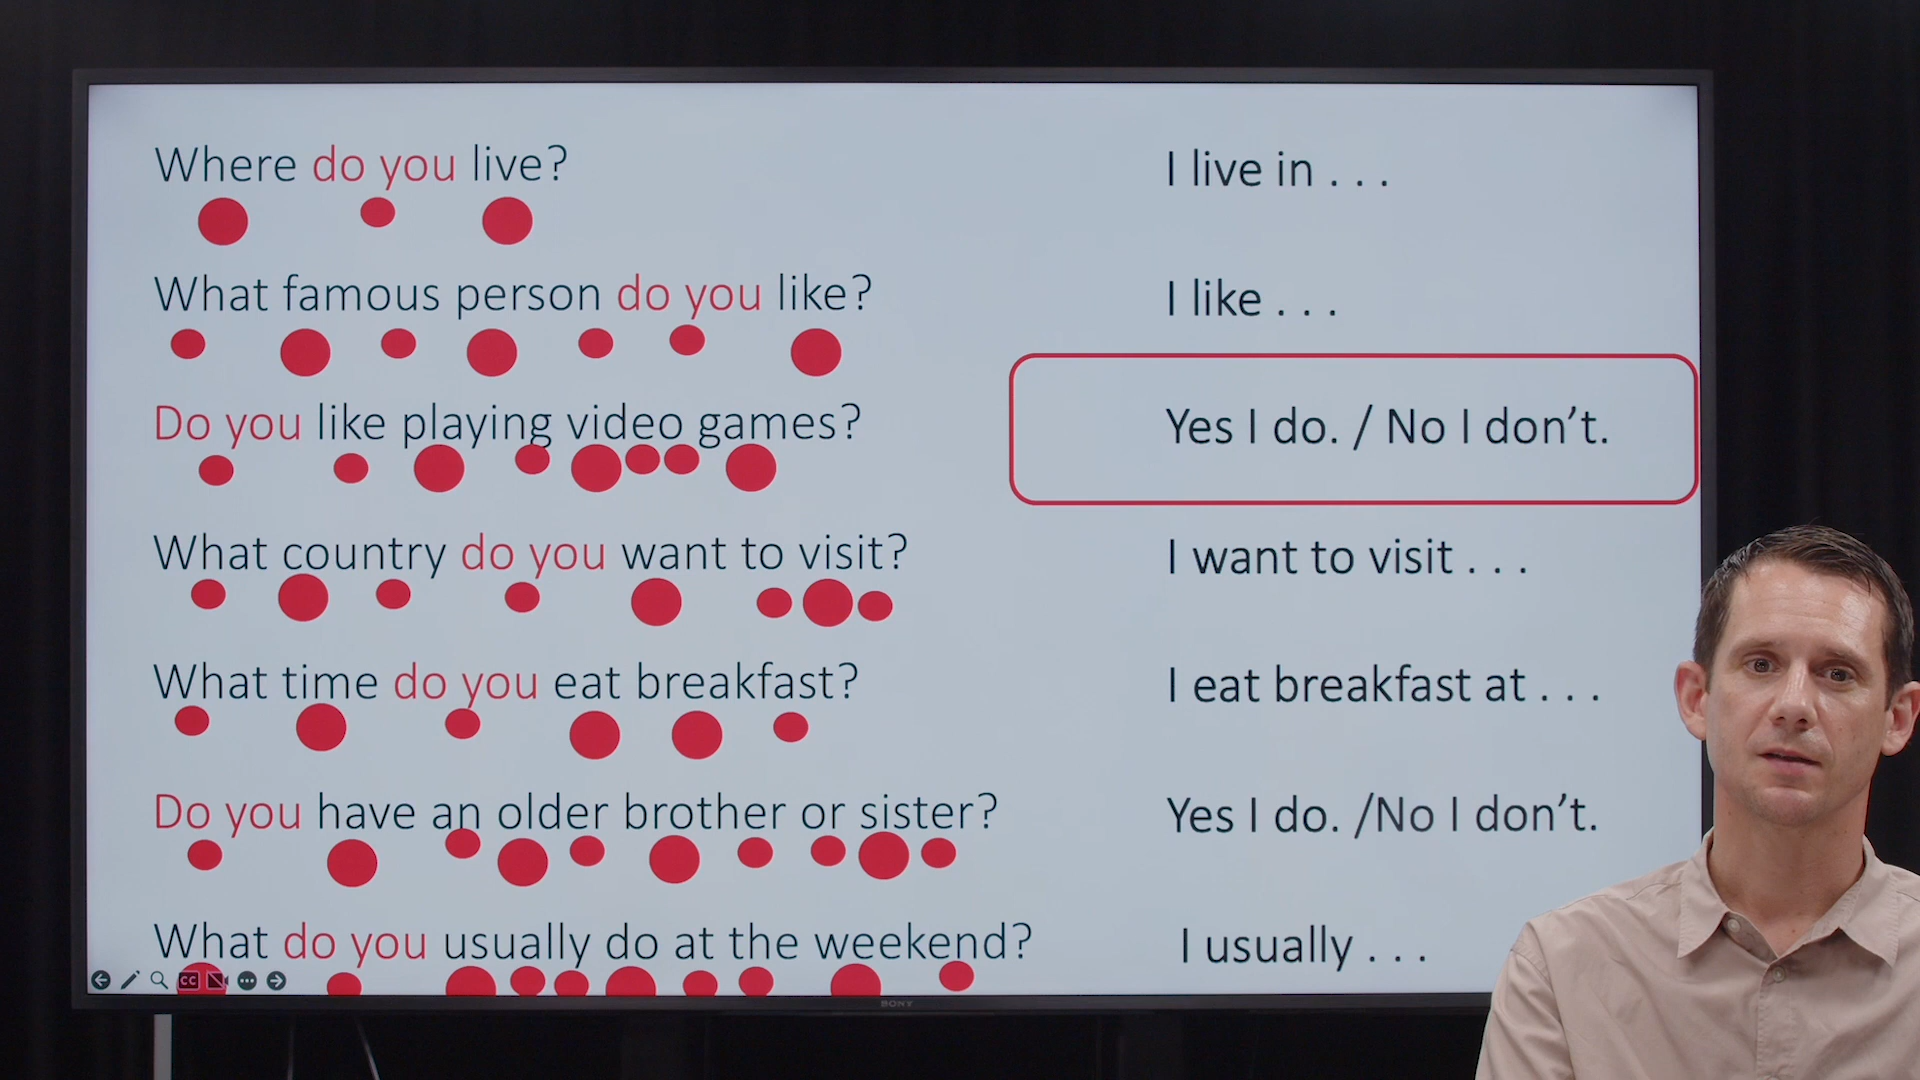 Where do you live?
I live in . . .
What famous person do you like?
I like . . .
Do you like playing video games?
Yes I do. / No I don't.
What country do you want to visit?
I want to visit . . .
What time do you eat breakfast?
I eat breakfast at . . .
Do you have an older brother or sister?
Yes I do. /No I don't.
What do you usually do at the weekend?
I usually . . .
CC
SONY